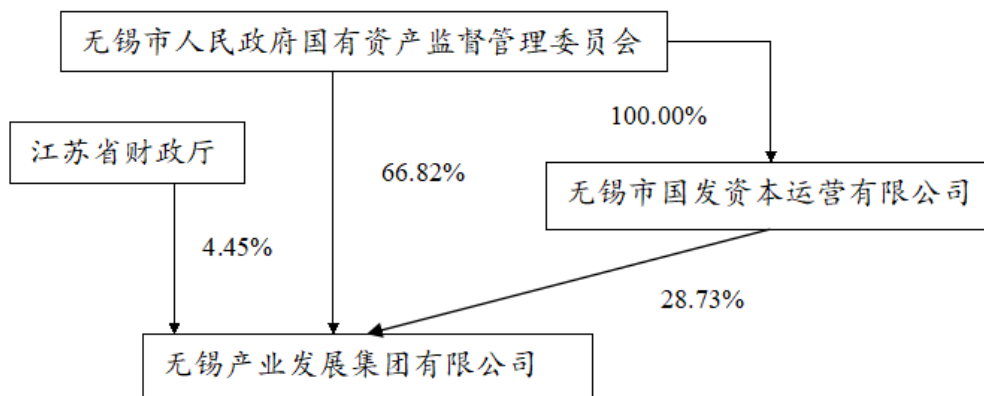 无锡市人民政府国有资产监督管理委员会
100.00%
江苏省财政厅
66.82%
无锡市国发资本运营有限公司
4.45%
28.73%
无锡产业发展集团有限公司